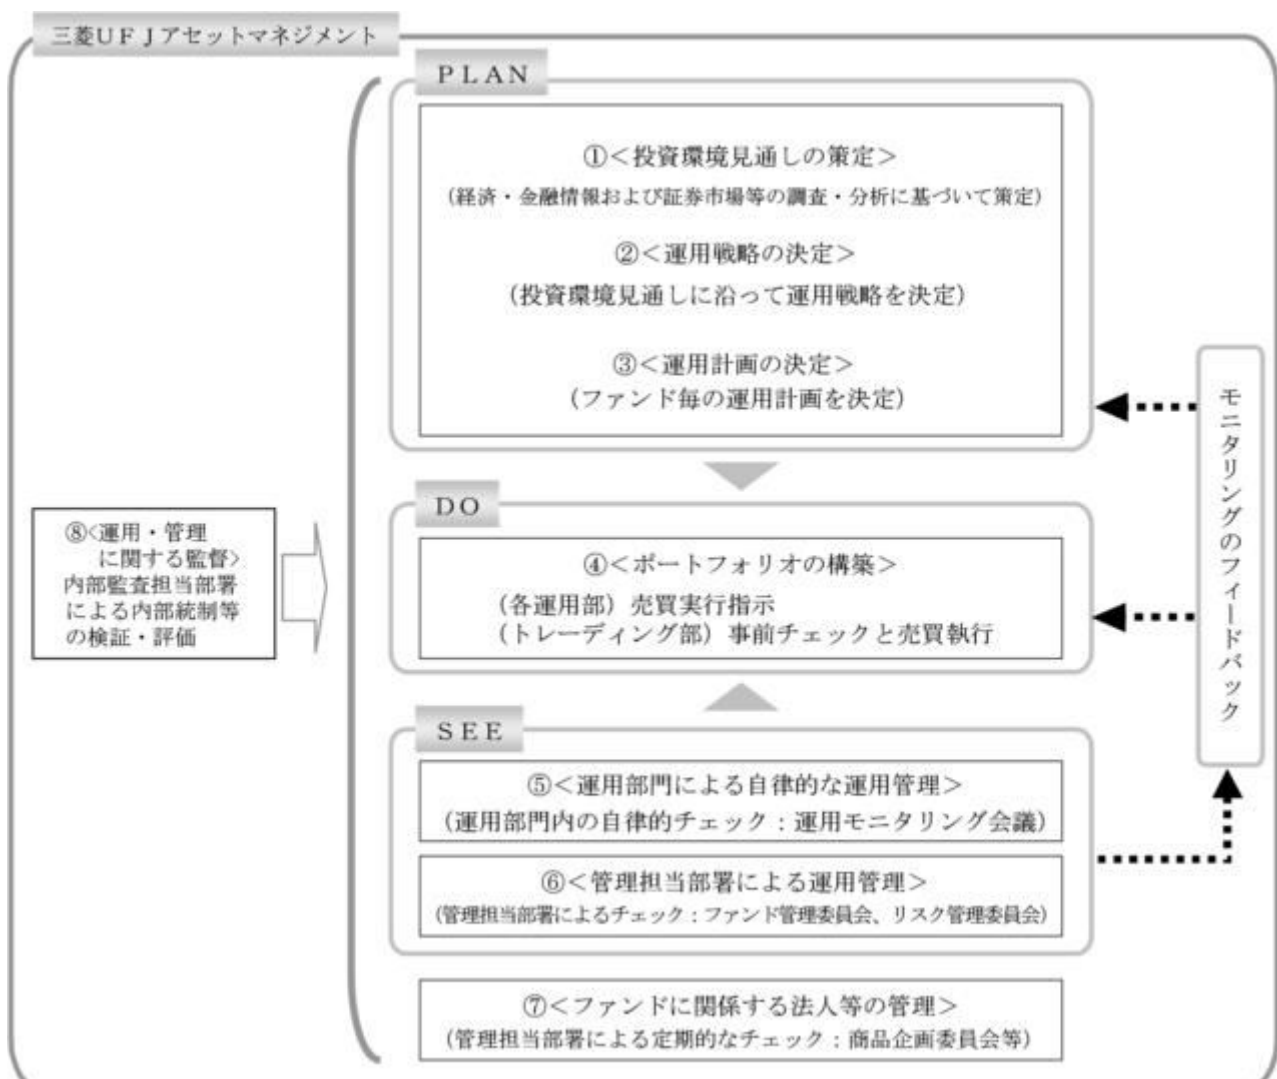 三菱UFJアセットマネジメント
PLAN
①<投資環境見通しの策定>
(経済・金融情報および証券市場等の調査・分析に基づいて策定)
②<運用戦略の決定>
(投資環境見通しに沿って運用戦略を決定)
③<運用計画の決定>
(ファンド毎の運用計画を決定)
DO
④<ポートフォリオの構築>
(各運用部)売買実行指示
(トレーディング部)事前チェックと売買執行
SEE
⑤<運用部門による自律的な運用管理>
(運用部門内の自律的チェック:運用モニタリング会議)
⑥<管理担当部署による運用管理>
(管理担当部署によるチェック:ファンド管理委員会、リスク管理委員会)
⑦<ファンドに関係する法人等の管理>
(管理担当部署による定期的なチェック:商品企画委員会等)
⑧<運用・管理
に関する監督>
内部監査担当部署
による内部統制等
の検証・評価
モニタリングのフィードバック